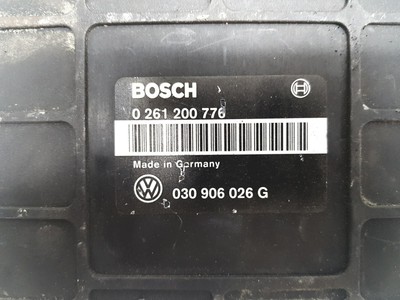 BOSCH
0 261 200 776
Made in Germany
030 906 026 G